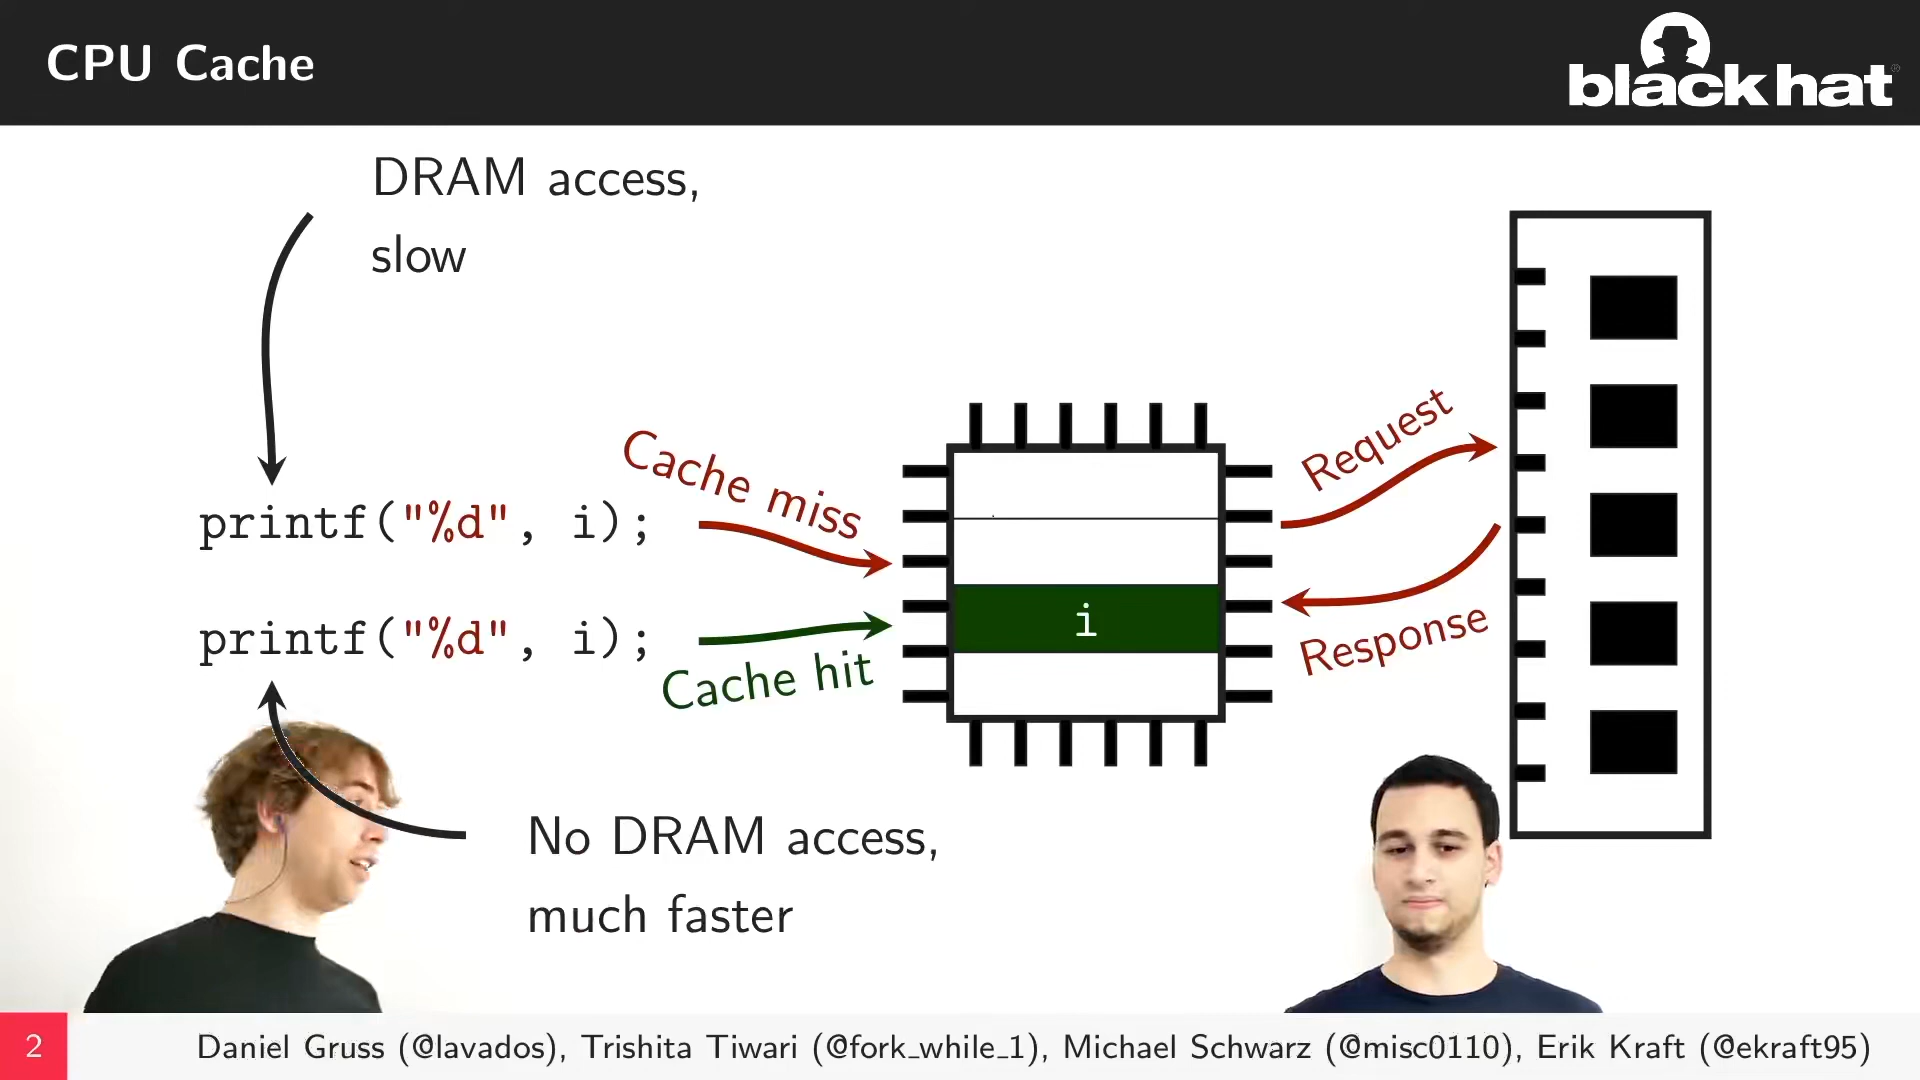 CPU Cache
black hat®
DRAM access,
slow
printf("%d", i);
Cache miss
printf("%d", i);
Cache hit
i
Request
Response
No DRAM access,
much faster
2
Daniel Gruss (@lavados), Trishita Tiwari (@fork_while_1), Michael Schwarz (@misc0110), Erik Kraft (@ekraft95)